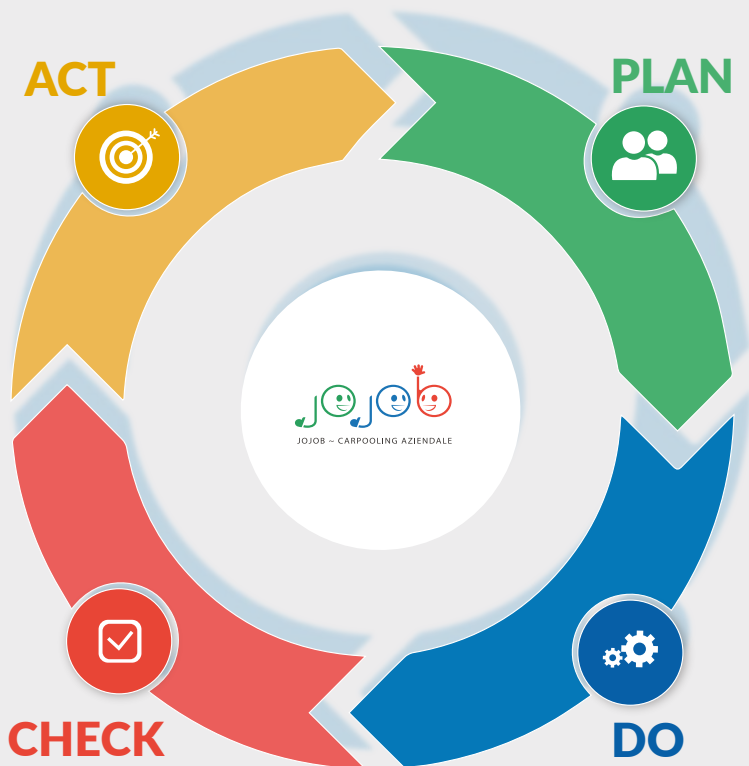 ACT
PLAN
jojob
JOJOB ~ CARPOOLING AZIENDALE
CHECK
DO